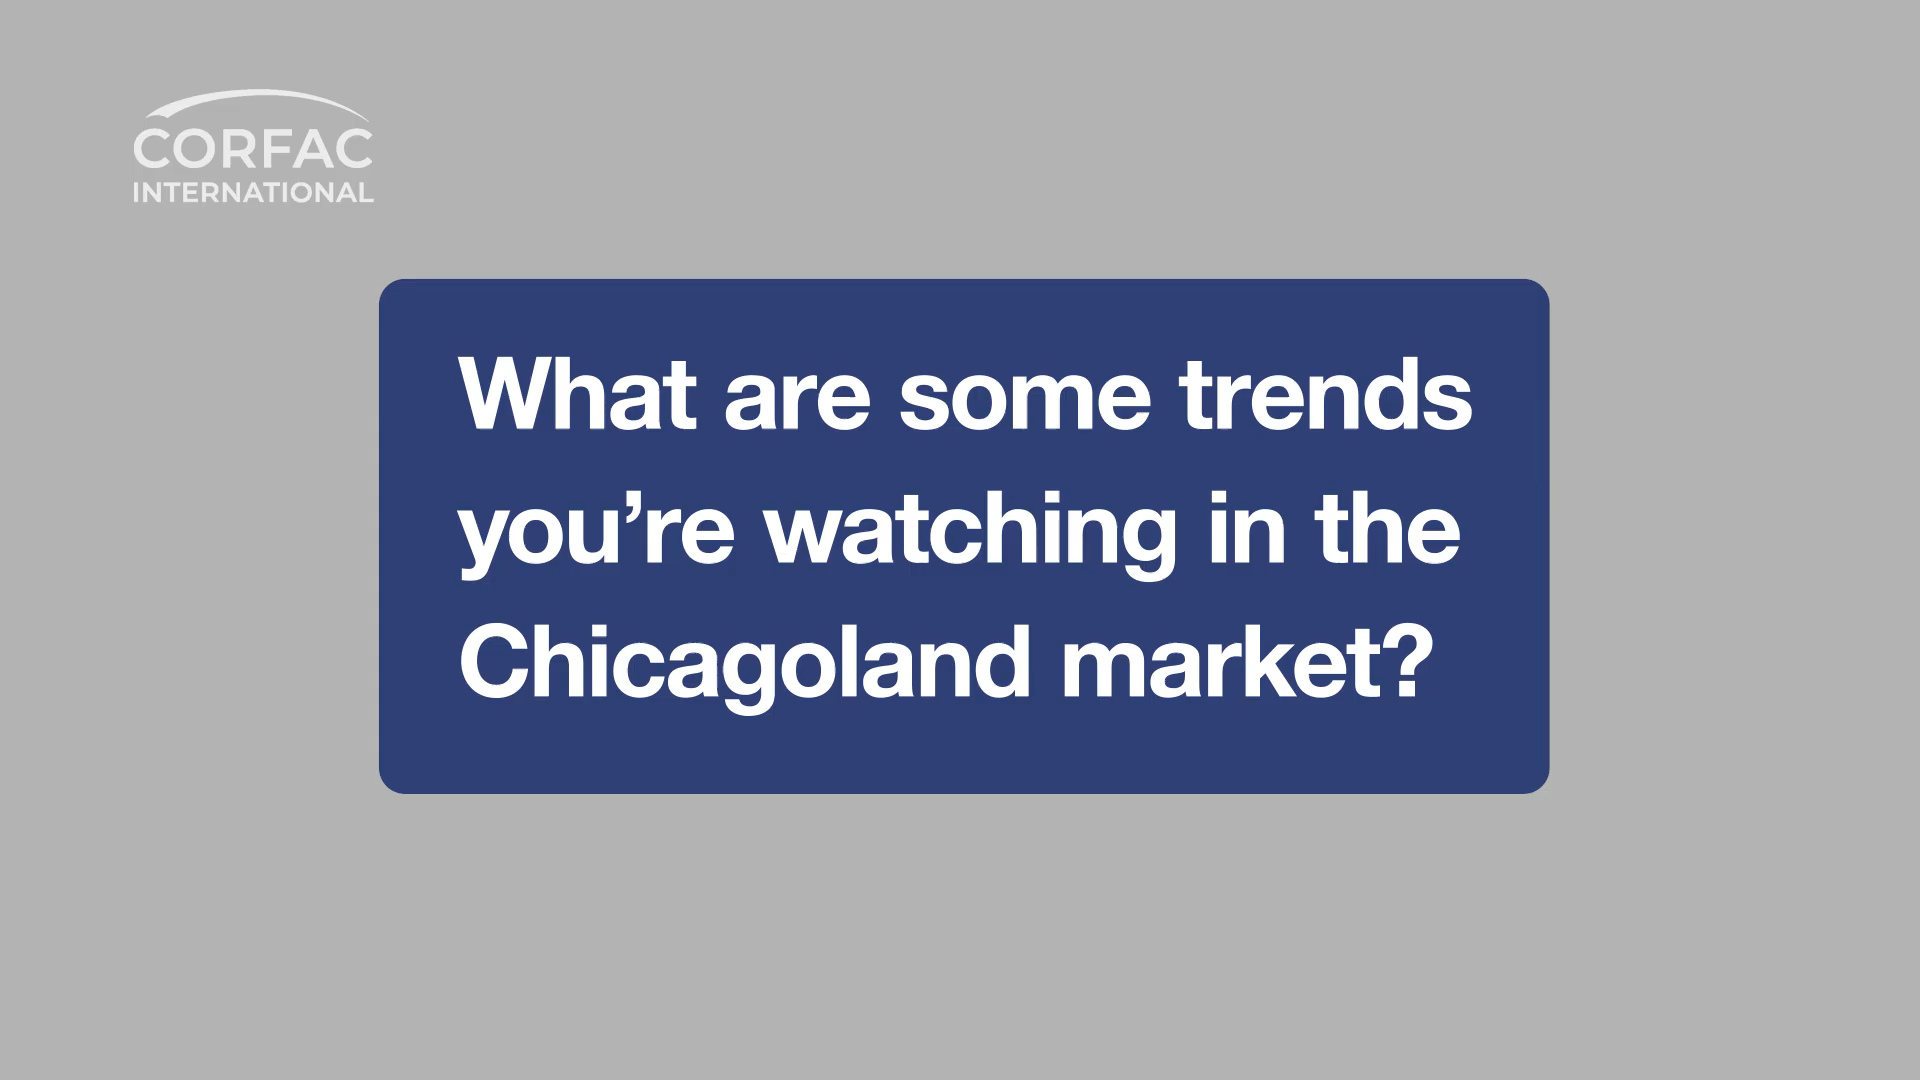 CORFAC
INTERNATIONAL
What are some trends
you’re watching in the
Chicagoland market?